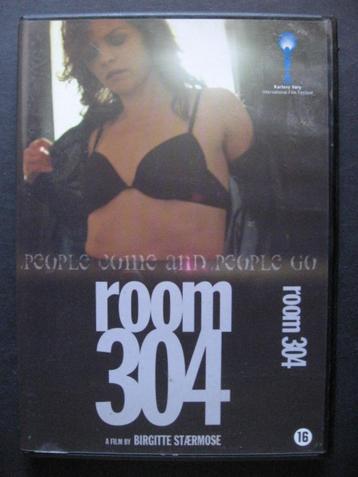 Karlovy Vary
International Film Festival
PEOPLE COME AND PEOPLE GO
room
304
room 304
A FILM BY BIRGITTE STÆRMOSE
16